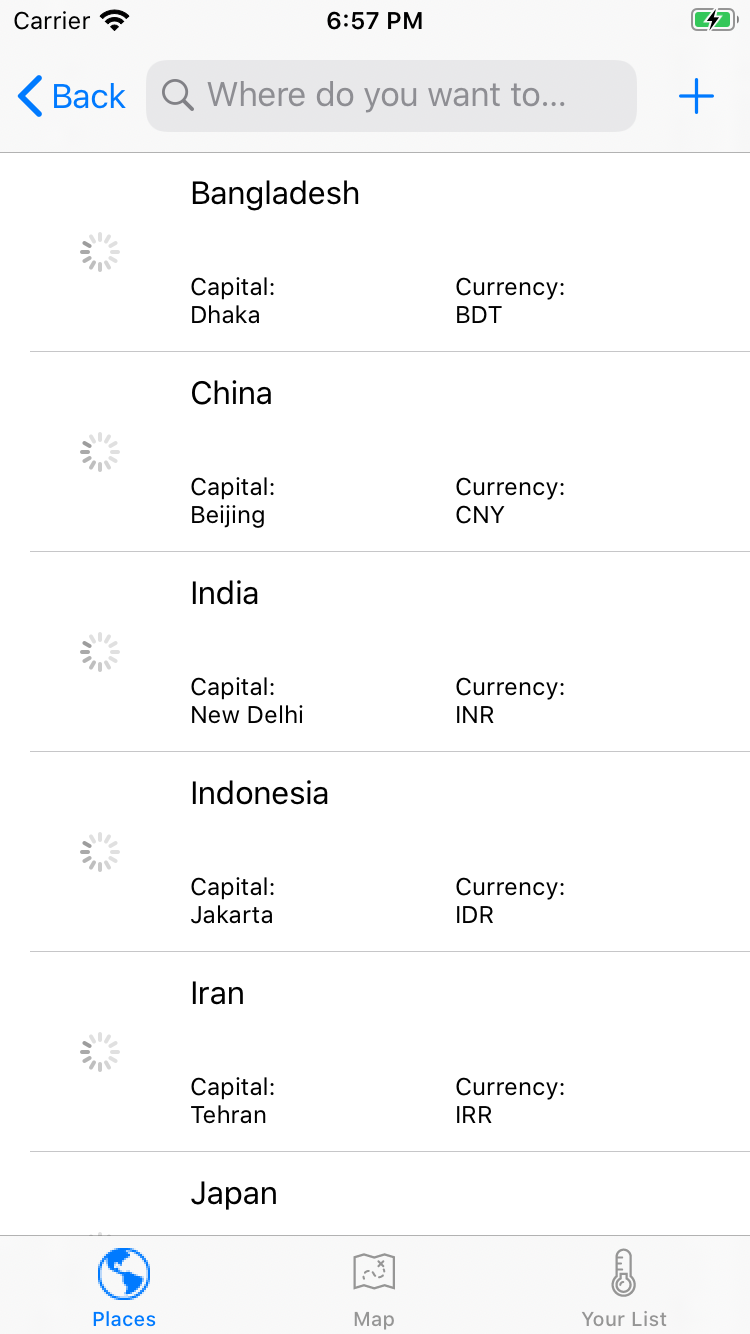 Carrier 6:57 PM
Back Where do you want to...
Bangladesh
Capital: Currency:
Dhaka BDT
China
Capital: Currency:
Beijing CNY
India
Capital: Currency:
New Delhi INR
Indonesia
Capital: Currency:
Jakarta IDR
Iran
Capital: Currency:
Tehran IRR
Japan
Places Map Your List